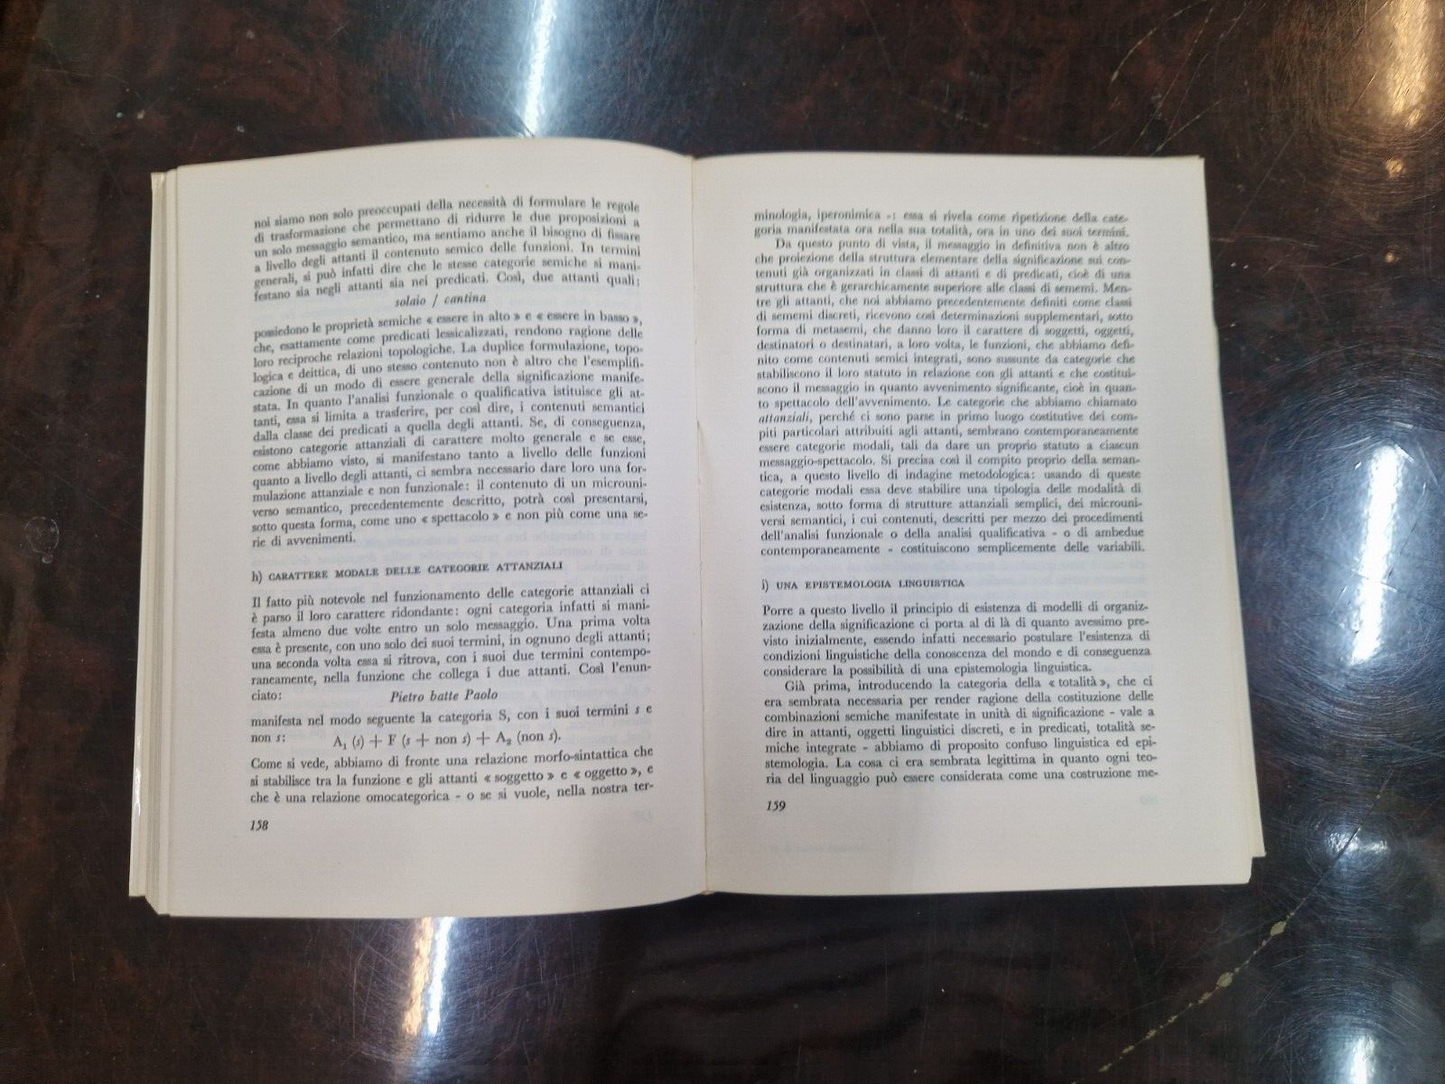 noi siamo non solo preoccupati della necessità di formulare le regole
di trasformazione che permettano di ridurre le due proposizioni a
un solo messaggio semantico, ma sentiamo anche il bisogno di fissare
a livello degli attanti il contenuto semico delle funzioni. In termini
generali, si può infatti dire che le stesse categorie semiche si mani-
festano sia negli attanti sia nei predicati. Così, due attanti quali:
solaio / cantina
possiedono le proprietà semiche « essere in alto » e « essere in basso »,
che, esattamente come predicati lessicalizzati, rendono ragione delle
loro reciproche relazioni topologiche. La duplice formulazione, topo-
logica e deittica, di uno stesso contenuto non è altro che l'esemplifi-
cazione di un modo di essere generale della significazione manife-
stata. In quanto l'analisi funzionale o qualificativa istituisce gli at-
tanti, essa si limita a trasferire, per così dire, i contenuti semantici
dalla classe dei predicati a quella degli attanti. Se, di conseguenza,
esistono categorie attanziali di carattere molto generale e se esse,
come abbiamo visto, si manifestano tanto a livello delle funzioni
quanto a livello degli attanti, ci sembra necessario dare loro una for-
mulazione attanziale e non funzionale: il contenuto di un microuni-
verso semantico, precedentemente descritto, potrà così presentarsi,
sotto questa forma, come uno « spettacolo » e non più come una se-
rie di avvenimenti.
h) CARATTERE MODALE DELLE CATEGORIE ATTANZIALI
Il fatto più notevole nel funzionamento delle categorie attanziali ci
è parso il loro carattere ridondante: ogni categoria infatti si mani-
festa almeno due volte entro un solo messaggio. Una prima volta
essa è presente, con uno solo dei suoi termini, in ognuno degli attanti;
una seconda volta essa si ritrova, con i suoi due termini contempo-
raneamente, nella funzione che collega i due attanti. Così l'enun-
ciato: Pietro batte Paolo
manifesta nel modo seguente la categoria S, con i suoi termini s e
non s: A₁ (s) + F (s + non s) + A₂ (non s).
Come si vede, abbiamo di fronte una relazione morfo-sintattica che
si stabilisce tra la funzione e gli attanti « soggetto » e « oggetto », e
che è una relazione omocategorica - o se si vuole, nella nostra ter-
158
minologia, iperonimica -: essa si rivela come ripetizione della cate-
goria manifestata ora nella sua totalità, ora in uno dei suoi termini.
Da questo punto di vista, il messaggio in definitiva non è altro
che proiezione della struttura elementare della significazione sui con-
tenuti già organizzati in classi di attanti e di predicati, cioè di una
struttura che è gerarchicamente superiore alle classi di sememi. Men-
tre gli attanti, che noi abbiamo precedentemente definiti come classi
di sememi discreti, ricevono così determinazioni supplementari, sotto
forma di metasemi, che danno loro il carattere di soggetti, oggetti,
destinatori o destinatari, a loro volta, le funzioni, che abbiamo defi-
nito come contenuti semici integrati, sono sussunte da categorie che
stabiliscono il loro statuto in relazione con gli attanti e che costitui-
scono il messaggio in quanto avvenimento significante, cioè in quan-
to spettacolo dell'avvenimento. Le categorie che abbiamo chiamato
attanziali, perché ci sono parse in primo luogo costitutive dei com-
piti particolari attribuiti agli attanti, sembrano contemporaneamente
essere categorie modali, tali da dare un proprio statuto a ciascun
messaggio-spettacolo. Si precisa così il compito proprio della seman-
tica, a questo livello di indagine metodologica: usando di queste
categorie modali essa deve stabilire una tipologia delle modalità di
esistenza, sotto forma di strutture attanziali semplici, dei microuni-
versi semantici, i cui contenuti, descritti per mezzo dei procedimenti
dell'analisi funzionale o della analisi qualificativa - o di ambedue
contemporaneamente - costituiscono semplicemente delle variabili.
i) UNA EPISTEMOLOGIA LINGUISTICA
Porre a questo livello il principio di esistenza di modelli di organiz-
zazione della significazione ci porta al di là di quanto avessimo pre-
visto inizialmente, essendo infatti necessario postulare l'esistenza di
condizioni linguistiche della conoscenza del mondo e di conseguenza
considerare la possibilità di una epistemologia linguistica.
Già prima, introducendo la categoria della « totalità », che ci
era sembrata necessaria per render ragione della costituzione delle
combinazioni semiche manifestate in unità di significazione - vale a
dire in attanti, oggetti linguistici discreti, e in predicati, totalità se-
miche integrate - abbiamo di proposito confuso linguistica ed epi-
stemologia. La cosa ci era sembrata legittima in quanto ogni teo-
ria del linguaggio può essere considerata come una costruzione me-
159